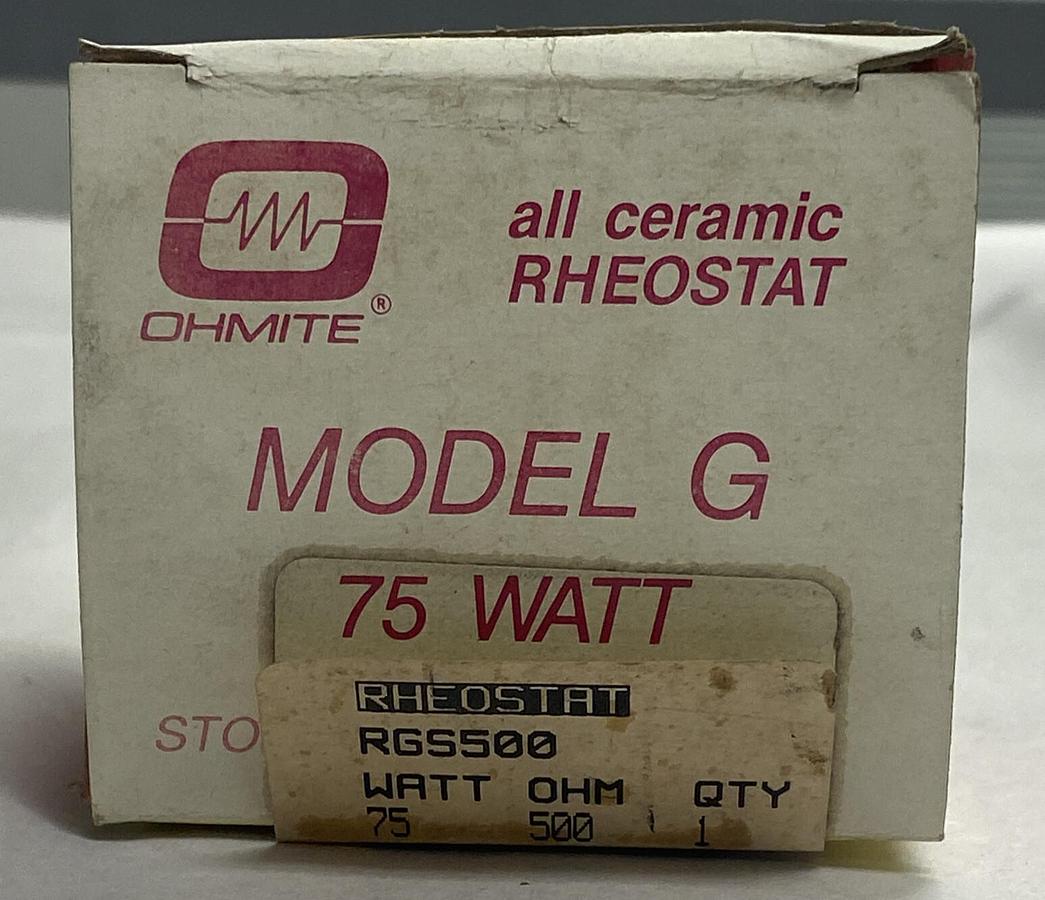 all ceramic
RHEOSTAT
®
OHMITE
MODEL G
75 WATT
RHEOSTAT
RGS500
STO
WATT OHM QTY
75 500 1